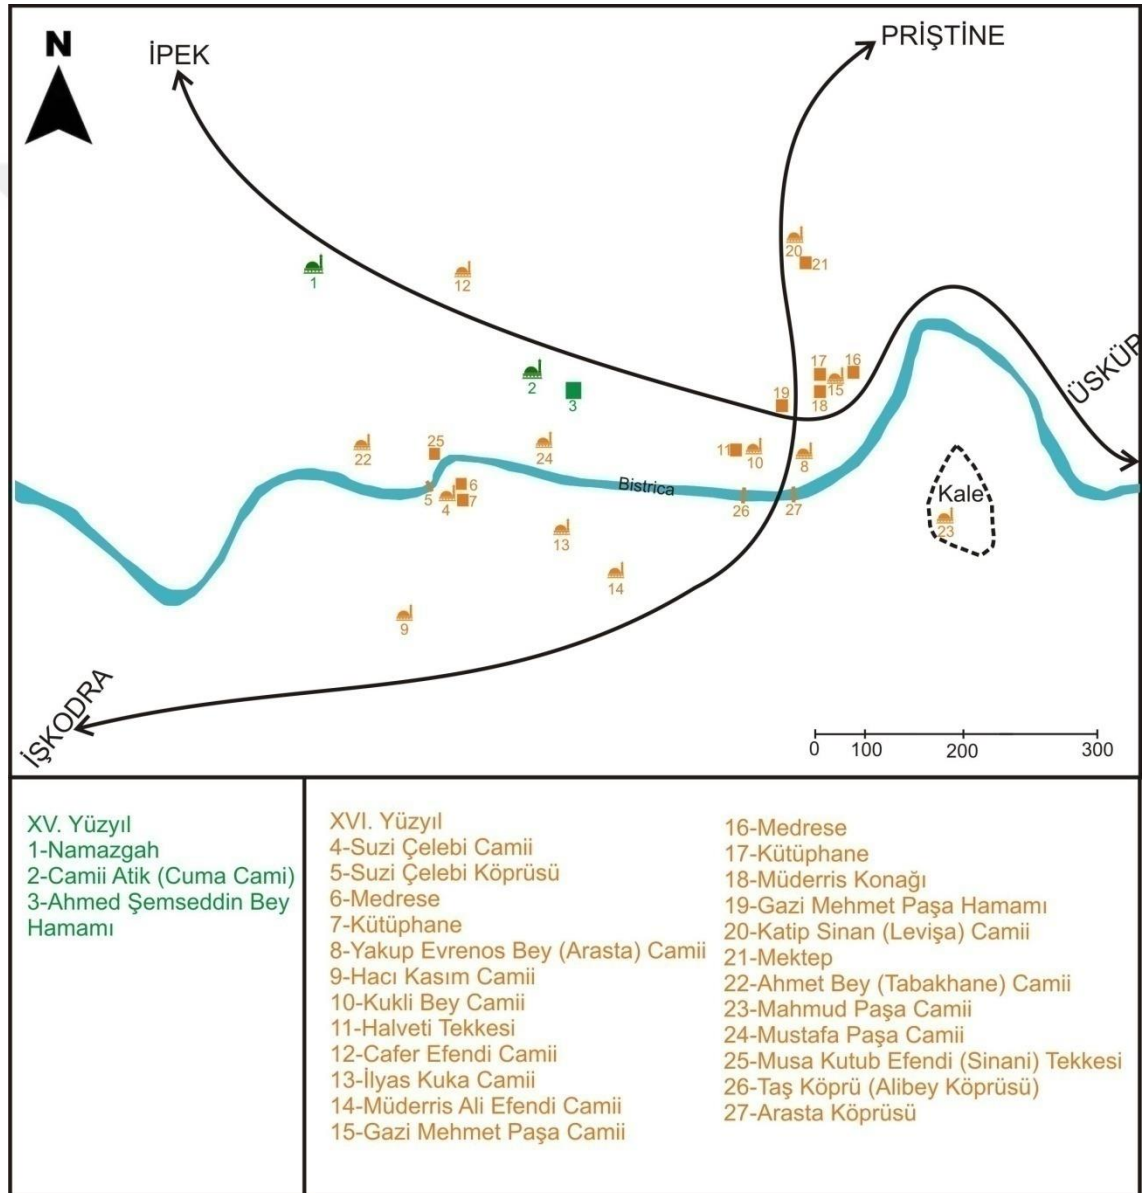 N
İPEK
PRİŞTİNE
20
21
1
12
ÜSKÜP
17
16
15
2
3
19
18
25
22
24
11
10
8
Bistrica
Kale
6
5
4
7
26
27
23
13
14
9
İŞKODRA
0 100 200 300
XV. Yüzyıl
1-Namazgah
2-Camii Atik (Cuma Cami)
3-Ahmed Şemseddin Bey
Hamamı
XVI. Yüzyıl
4-Suzi Çelebi Camii
5-Suzi Çelebi Köprüsü
6-Medrese
7-Kütüphane
8-Yakup Evrenos Bey (Arasta) Camii
9-Hacı Kasım Camii
10-Kukli Bey Camii
11-Halveti Tekkesi
12-Cafer Efendi Camii
13-İlyas Kuka Camii
14-Müderris Ali Efendi Camii
15-Gazi Mehmet Paşa Camii
16-Medrese
17-Kütüphane
18-Müderris Konağı
19-Gazi Mehmet Paşa Hamamı
20-Katip Sinan (Levişa) Camii
21-Mektep
22-Ahmet Bey (Tabakhane) Camii
23-Mahmud Paşa Camii
24-Mustafa Paşa Camii
25-Musa Kutub Efendi (Sinani) Tekkesi
26-Taş Köprü (Alibey Köprüsü)
27-Arasta Köprüsü